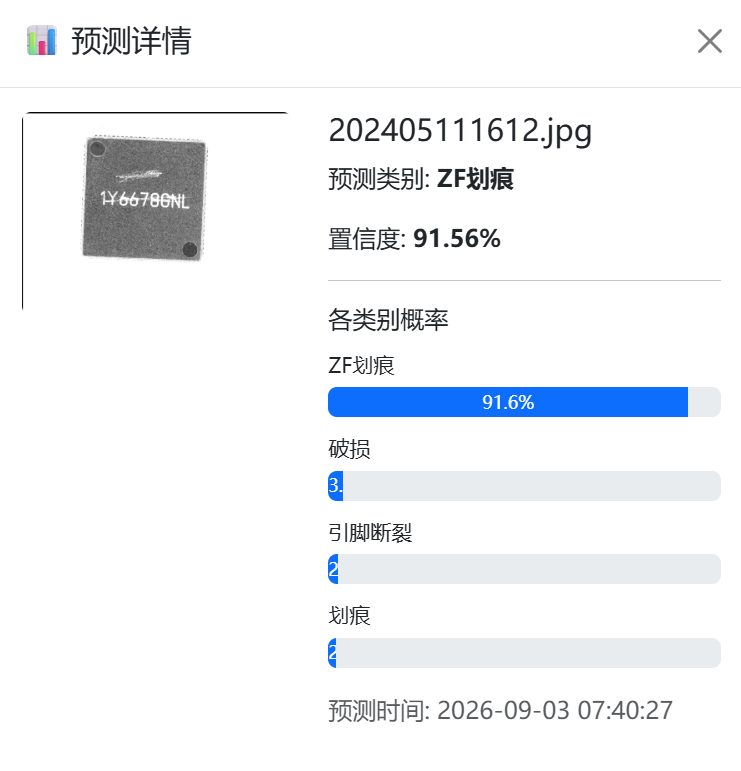 预测详情
1Y6678GNL
202405111612.jpg
预测类别: ZF划痕
置信度: 91.56%
各类别概率
ZF划痕
91.6%
破损
3.
引脚断裂
2
划痕
2
预测时间: 2026-09-03 07:40:27